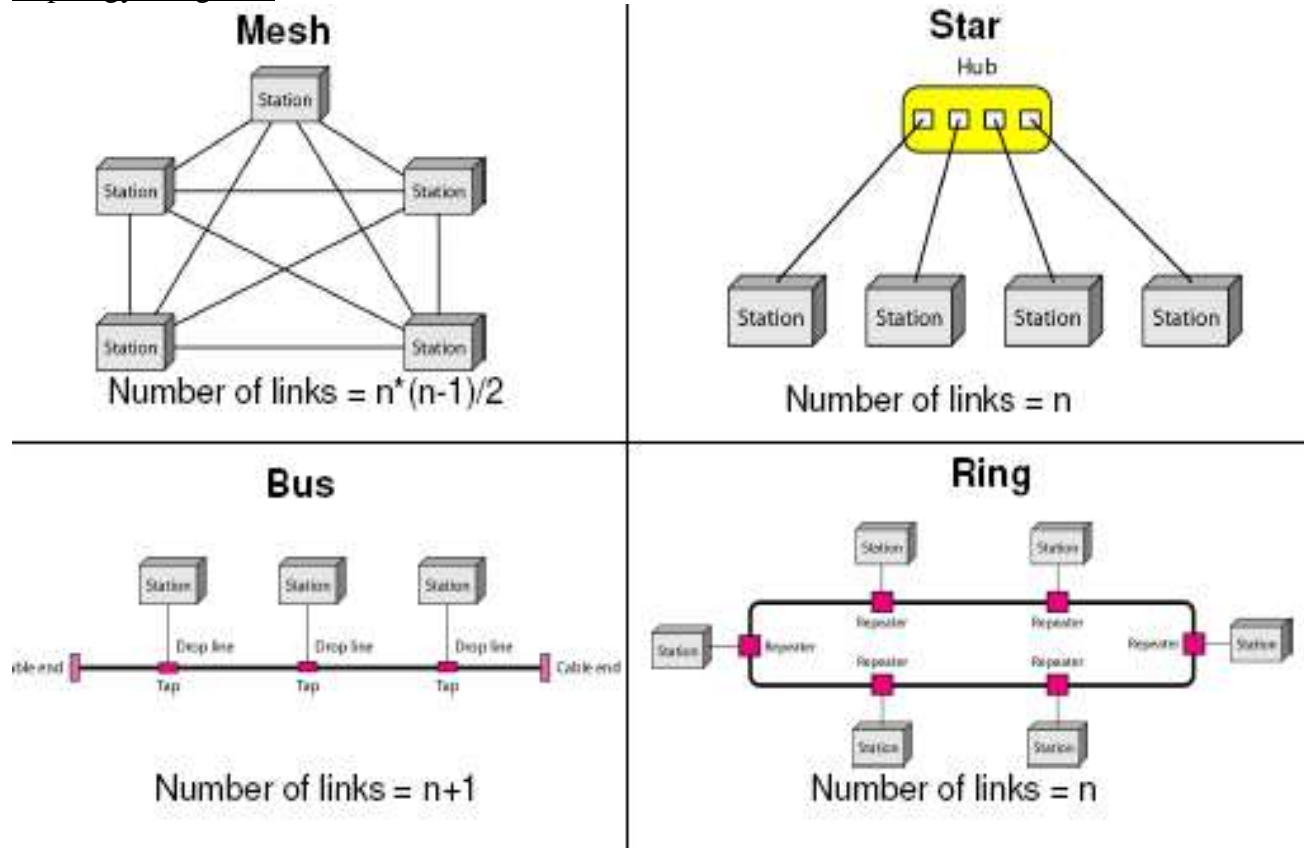 Mesh
Station
Station
Station
Station
Station
Number of links = n*(n-1)/2
Star
Hub
Station
Station
Station
Station
Number of links = n
Bus
Station
Station
Station
Drop line
Drop line
Drop line
Cable end
Tap
Tap
Tap
Number of links = n+1
Ring
Station
Station
Repeater
Repeater
Station
Repeater
Repeater
Station
Repeater
Repeater
Station
Station
Number of links = n